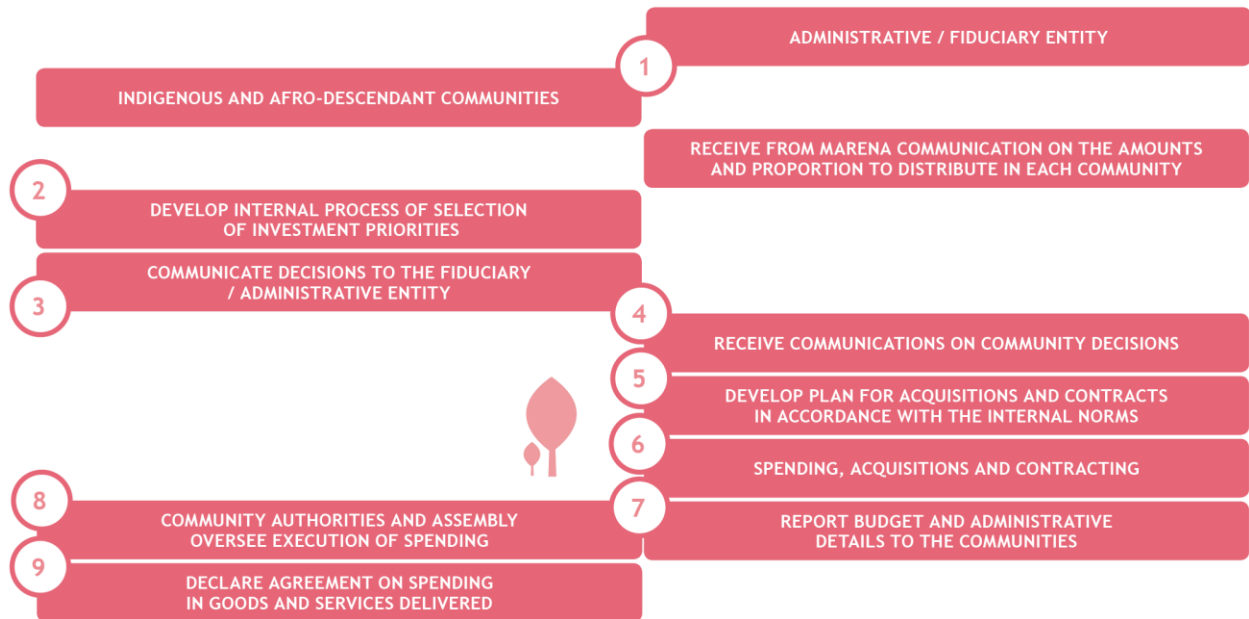 ADMINISTRATIVE / FIDUCIARY ENTITY
1
INDIGENOUS AND AFRO-DESCENDANT COMMUNITIES
RECEIVE FROM MARENA COMMUNICATION ON THE AMOUNTS
AND PROPORTION TO DISTRIBUTE IN EACH COMMUNITY
2
DEVELOP INTERNAL PROCESS OF SELECTION
OF INVESTMENT PRIORITIES
3
COMMUNICATE DECISIONS TO THE FIDUCIARY
/ ADMINISTRATIVE ENTITY
4
RECEIVE COMMUNICATIONS ON COMMUNITY DECISIONS
5
DEVELOP PLAN FOR ACQUISITIONS AND CONTRACTS
IN ACCORDANCE WITH THE INTERNAL NORMS
6
SPENDING, ACQUISITIONS AND CONTRACTING
7
REPORT BUDGET AND ADMINISTRATIVE
DETAILS TO THE COMMUNITIES
8
COMMUNITY AUTHORITIES AND ASSEMBLY
OVERSEE EXECUTION OF SPENDING
9
DECLARE AGREEMENT ON SPENDING
IN GOODS AND SERVICES DELIVERED